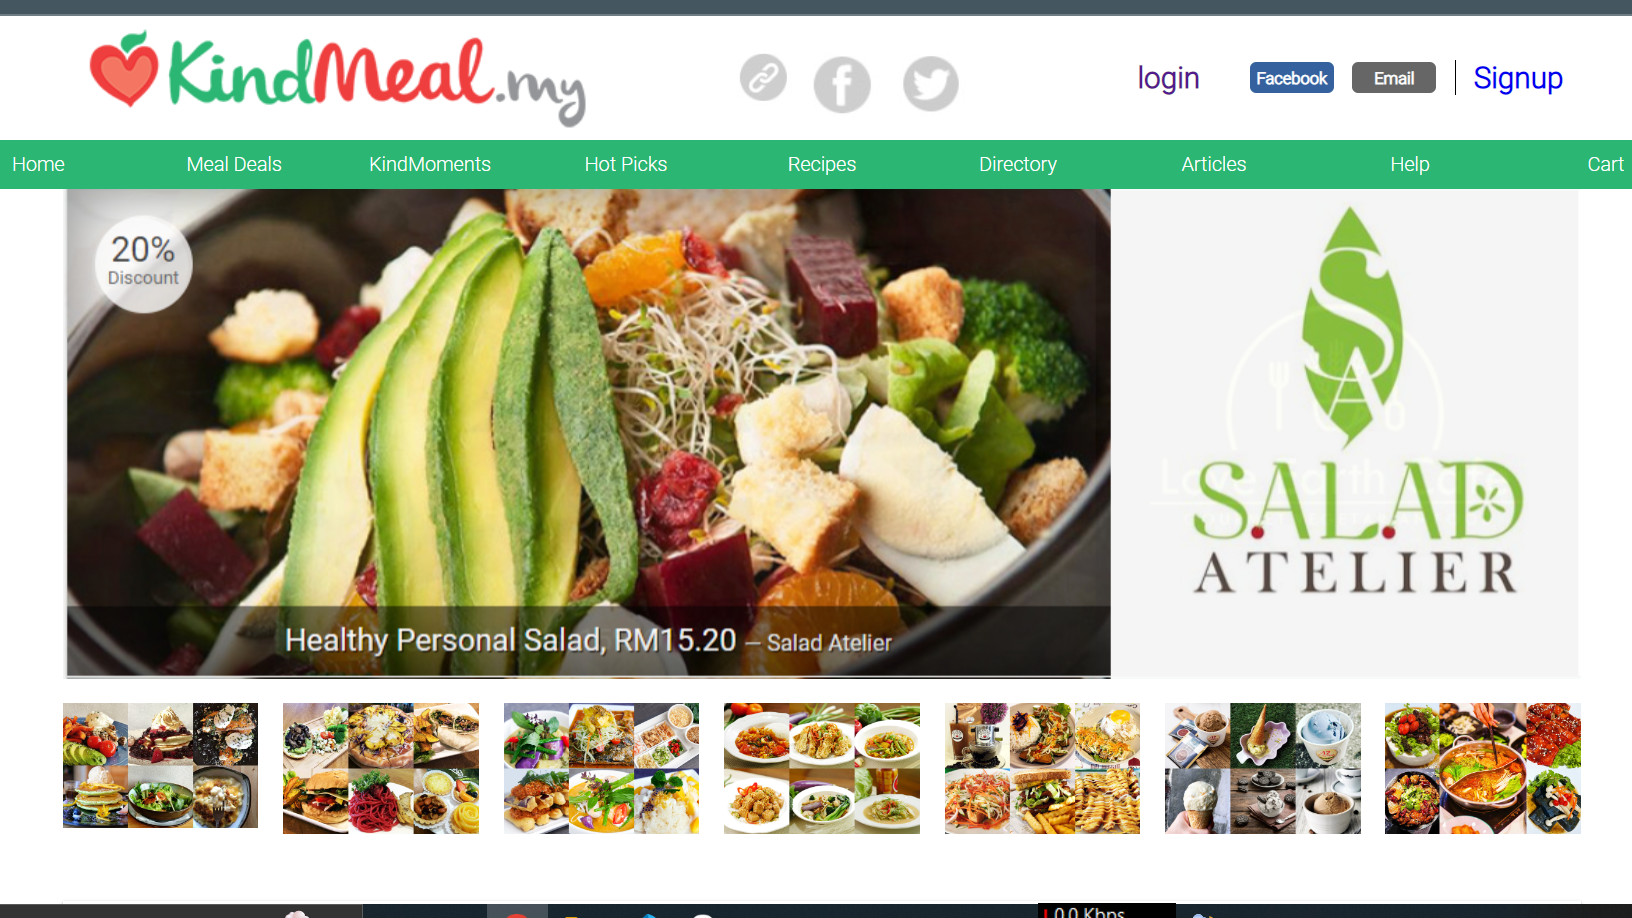 KindMeal.my
login
Facebook
Email
Signup
Home
Meal Deals
KindMoments
Hot Picks
Recipes
Directory
Articles
Help
Cart
20%
Discount
SA
SALAD
ATELIER
Healthy Personal Salad, RM15.20 — Salad Atelier
0.0 Kbps